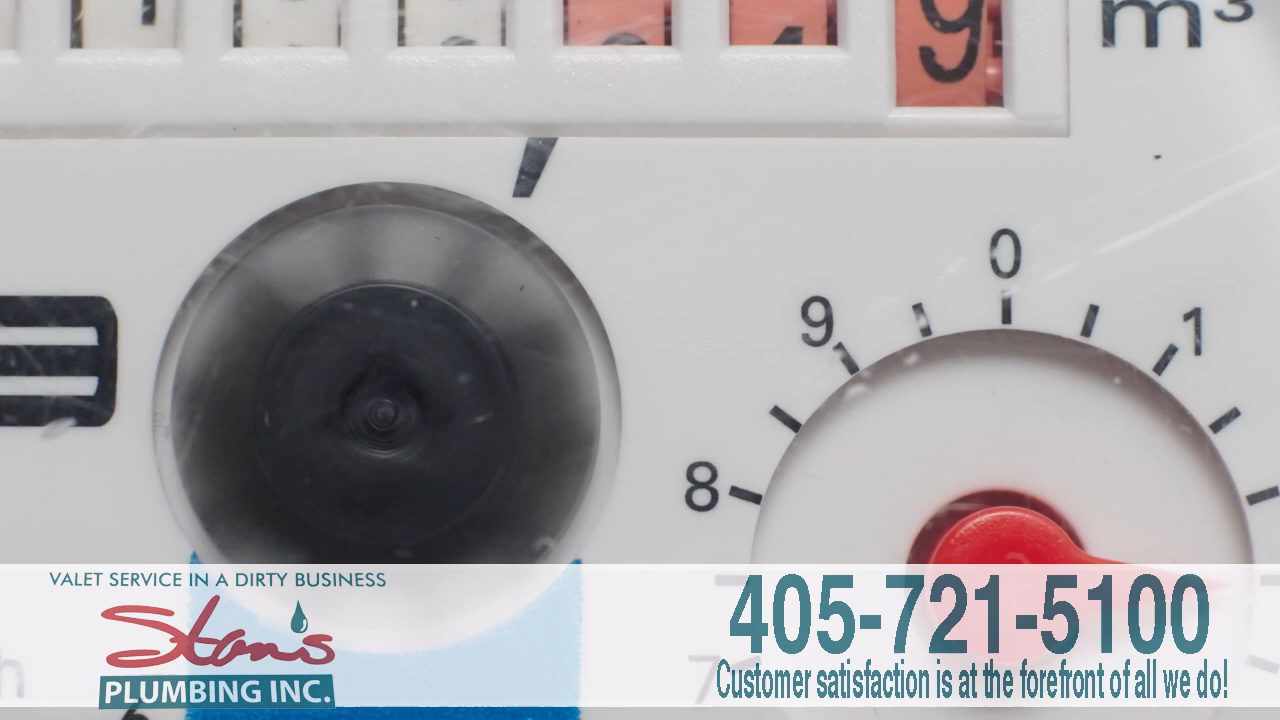 9 m³
0
9 1
8
VALET SERVICE IN A DIRTY BUSINESS
Stan's
PLUMBING INC.
405-721-5100
7
Customer satisfaction is at the forefront of all we do!